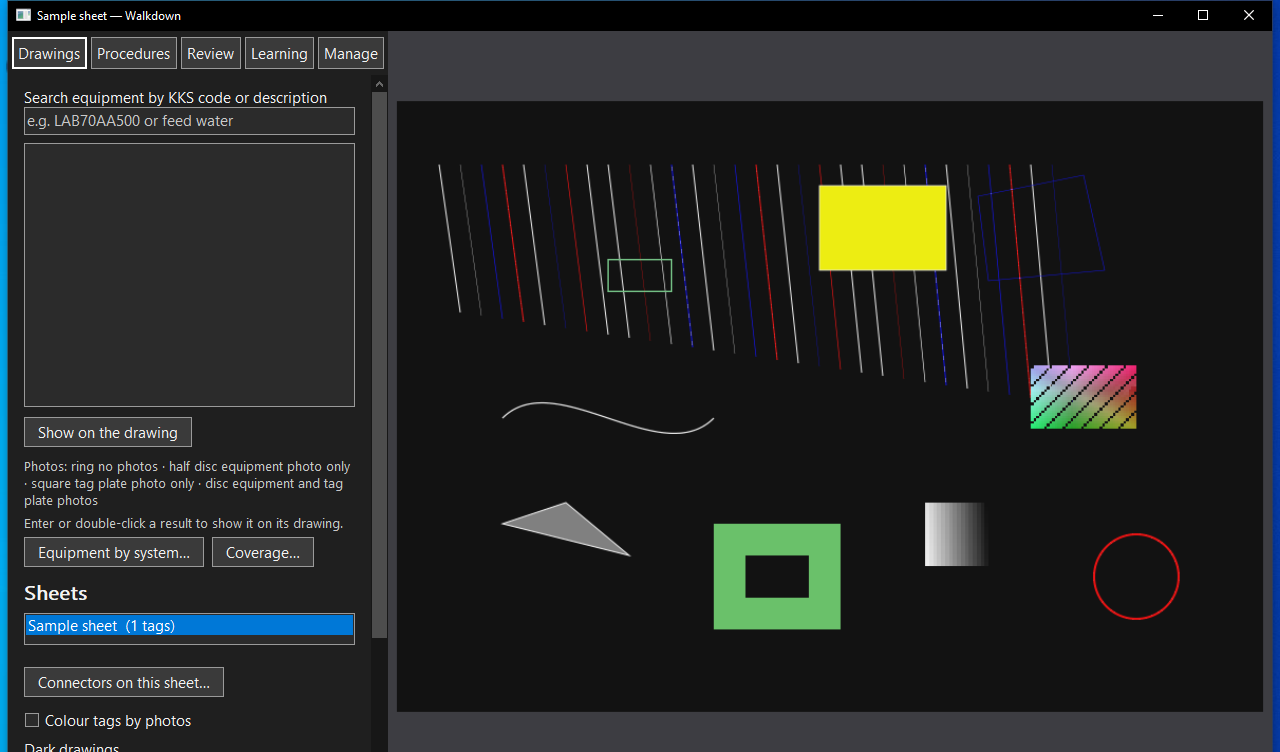 Sample sheet — Walkdown
Drawings Procedures Review Learning Manage
Search equipment by KKS code or description
e.g. LAB70AA500 or feed water
Show on the drawing
Photos: ring no photos · half disc equipment photo only
· square tag plate photo only · disc equipment and tag
plate photos
Enter or double-click a result to show it on its drawing.
Equipment by system... Coverage...
Sheets
Sample sheet (1 tags)
Connectors on this sheet...
Colour tags by photos
Dark drawings